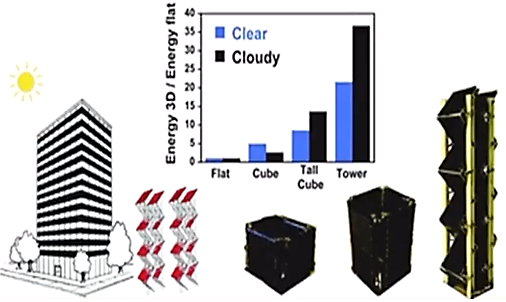 Energy 3D / Energy flat
40
35
30
25
20
15
10
5
0
Clear
Cloudy
Flat
Cube
Tall
Cube
Tower